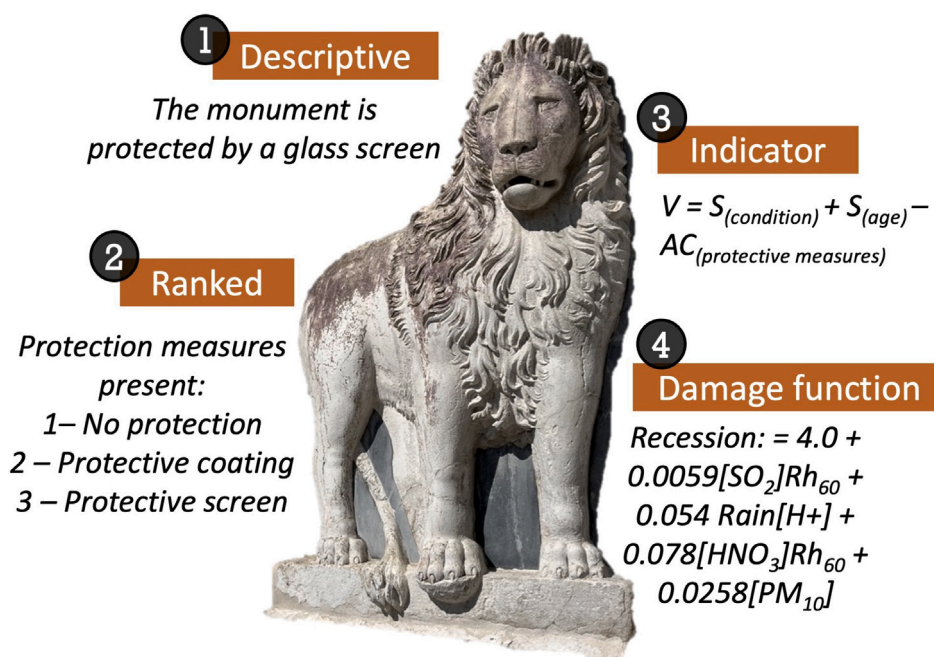 1
Descriptive
The monument is
protected by a glass screen
2
Ranked
Protection measures
present:
1– No protection
2 – Protective coating
3 – Protective screen
3
Indicator
V = S(condition) + S(age) –
AC(protective measures)
4
Damage function
Recession: = 4.0 +
0.0059[SO2]Rh60 +
0.054 Rain[H+] +
0.078[HNO3]Rh60 +
0.0258[PM10]